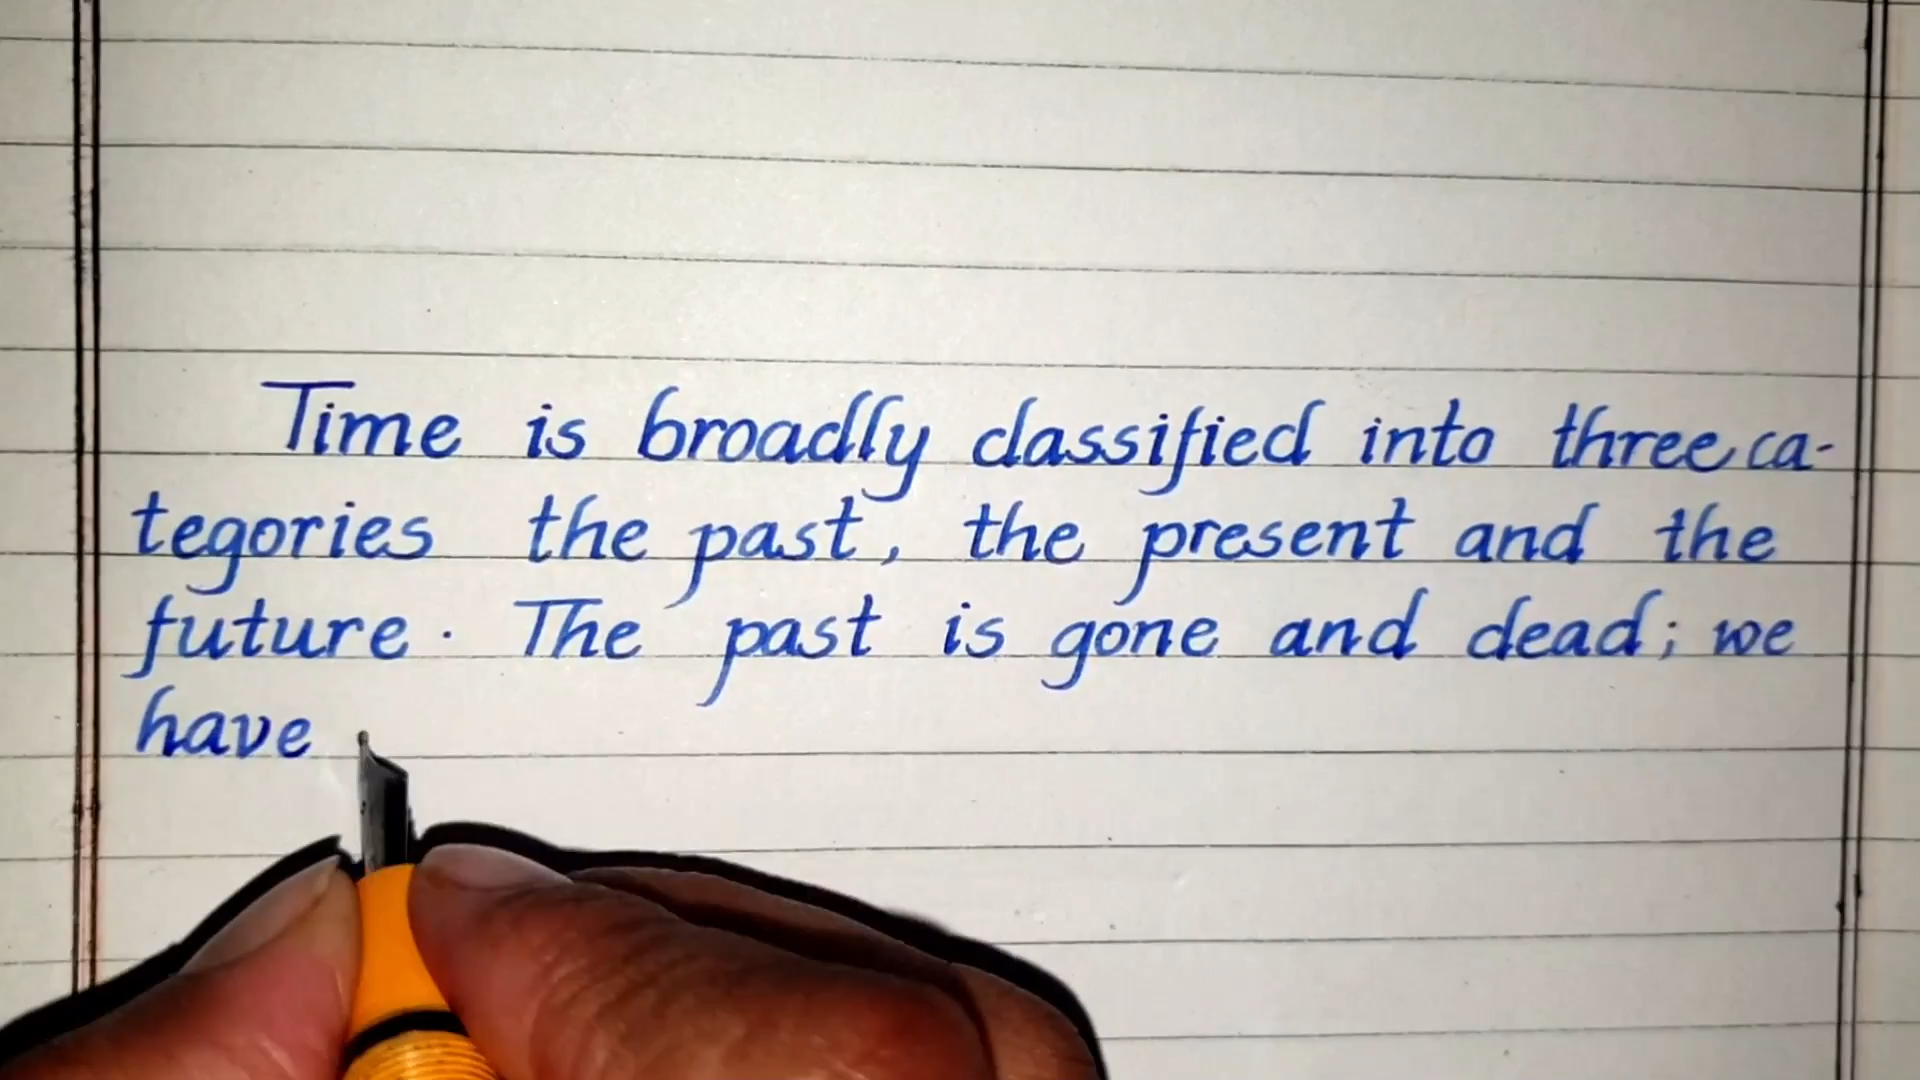 Time is broadly classified into three ca-
tegories the past, the present and the
future. The past is gone and dead; we
have